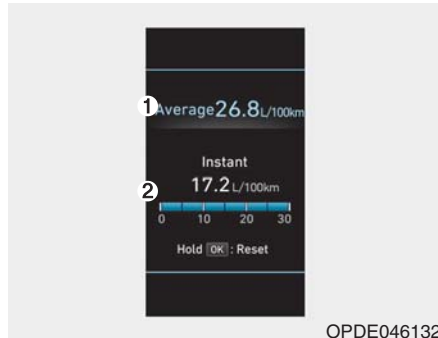 1 Average 26.8 L/100km
Instant
2 17.2 L/100km
0 10 20 30
Hold OK : Reset
OPDE046132